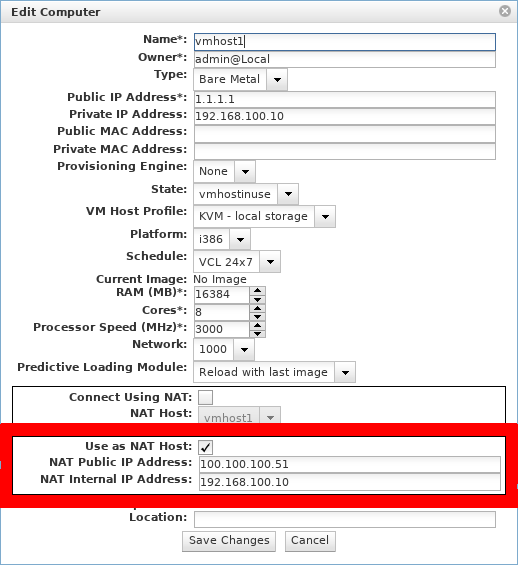 Edit Computer
Name*: vmhost1
Owner*: admin@Local
Type: Bare Metal
Public IP Address*: 1.1.1.1
Private IP Address: 192.168.100.10
Public MAC Address:
Private MAC Address:
Provisioning Engine: None
State: vmhostinuse
VM Host Profile: KVM - local storage
Platform: i386
Schedule: VCL 24x7
Current Image: No Image
RAM (MB)*: 16384
Cores*: 8
Processor Speed (MHz)*: 3000
Network: 1000
Predictive Loading Module: Reload with last image
Connect Using NAT:
NAT Host: vmhost1
Use as NAT Host:
NAT Public IP Address: 100.100.100.51
NAT Internal IP Address: 192.168.100.10
Location:
Save Changes Cancel